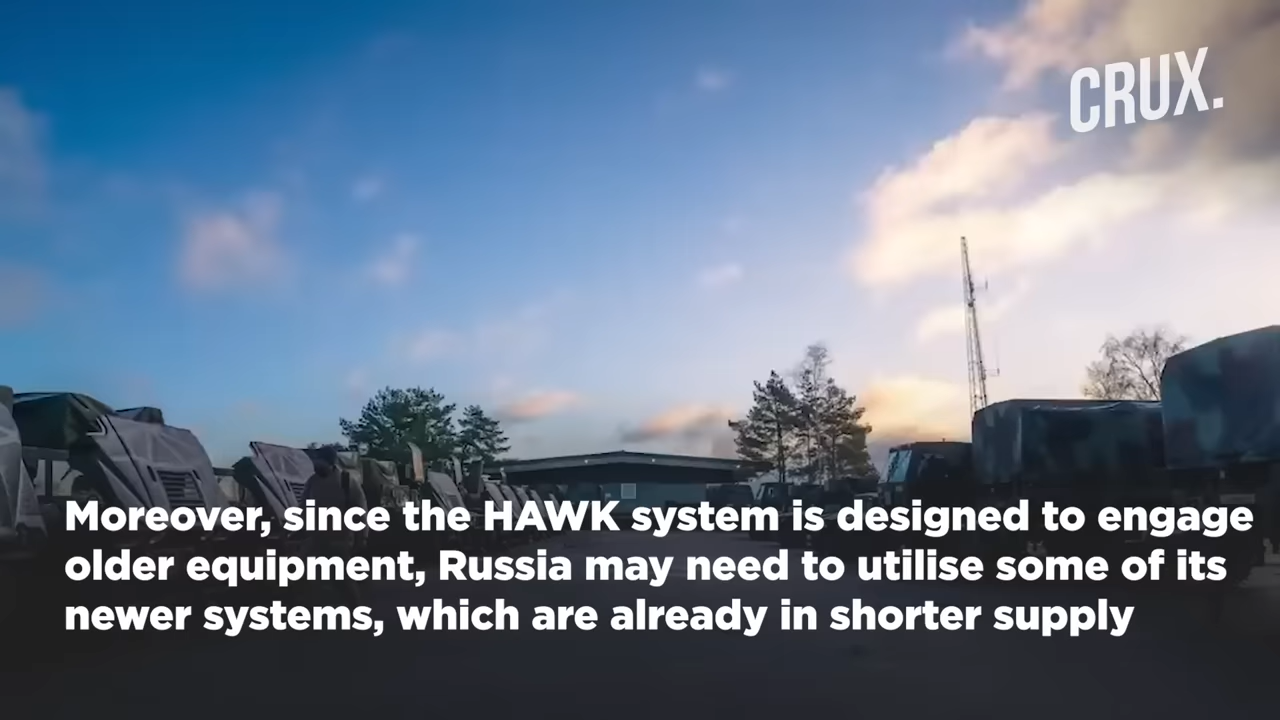 CRUX.
Moreover, since the HAWK system is designed to engage
older equipment, Russia may need to utilise some of its
newer systems, which are already in shorter supply